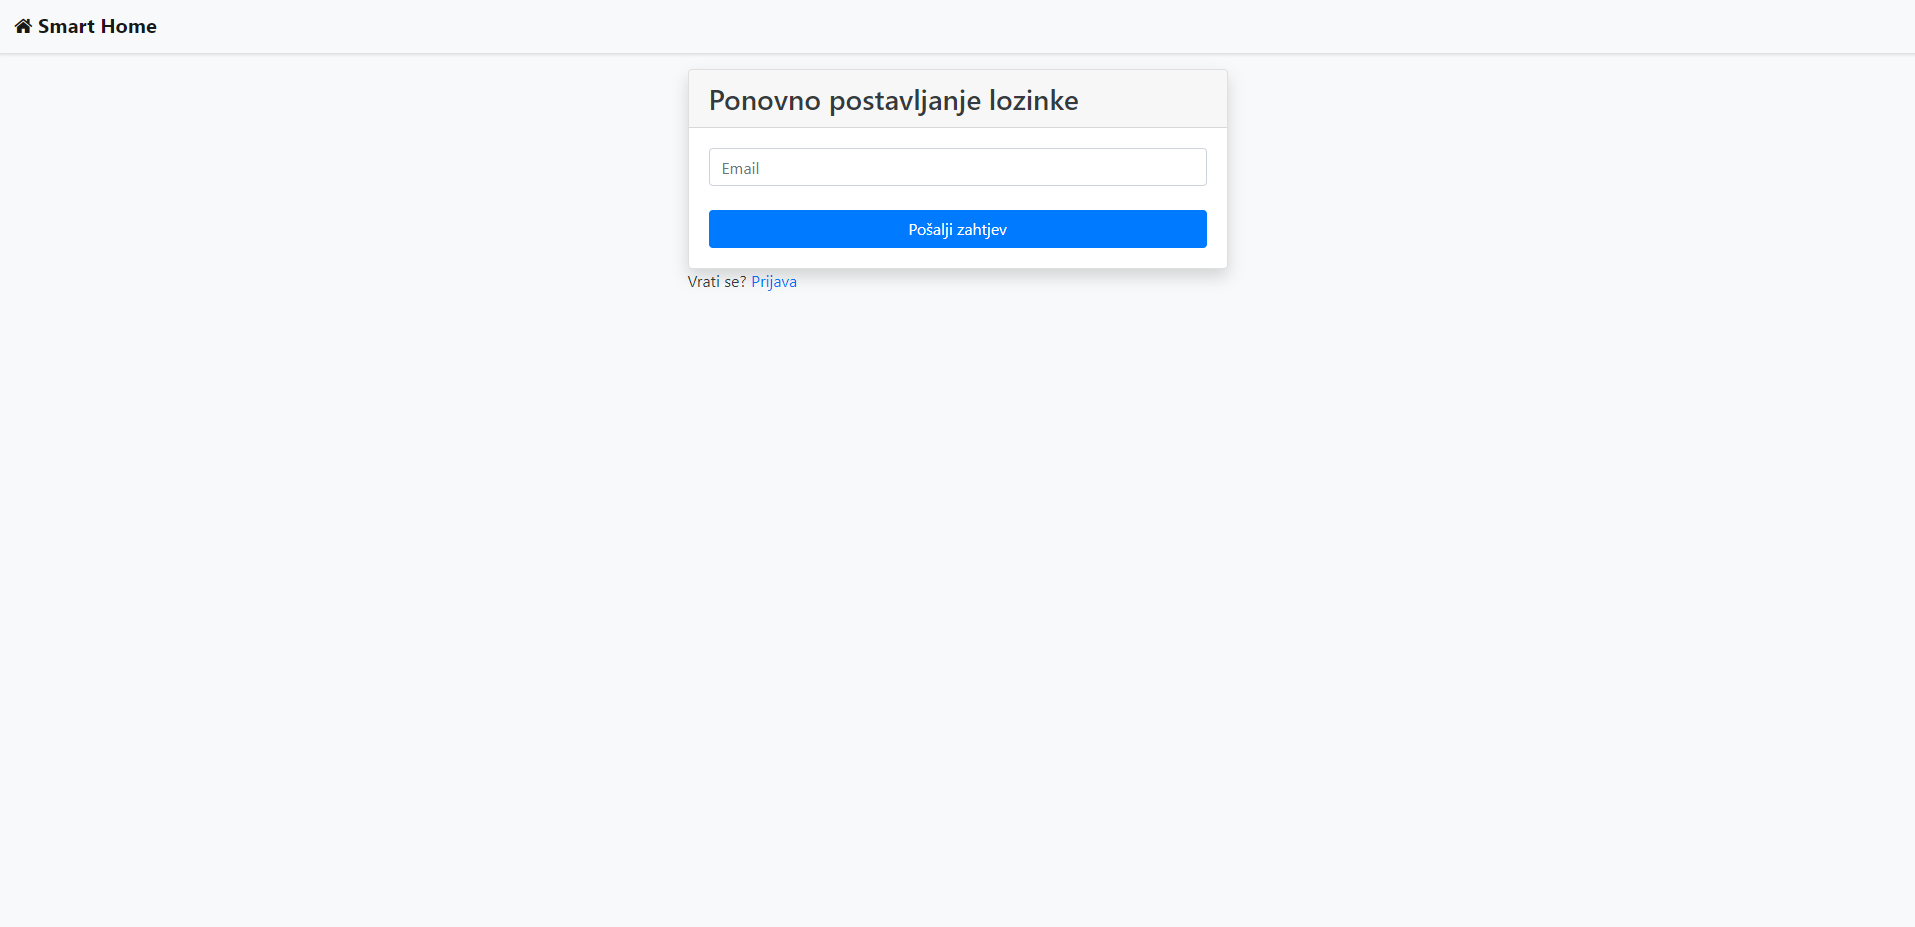 Smart Home
Ponovno postavljanje lozinke
Email
Pošalji zahtjev
Vrati se? Prijava